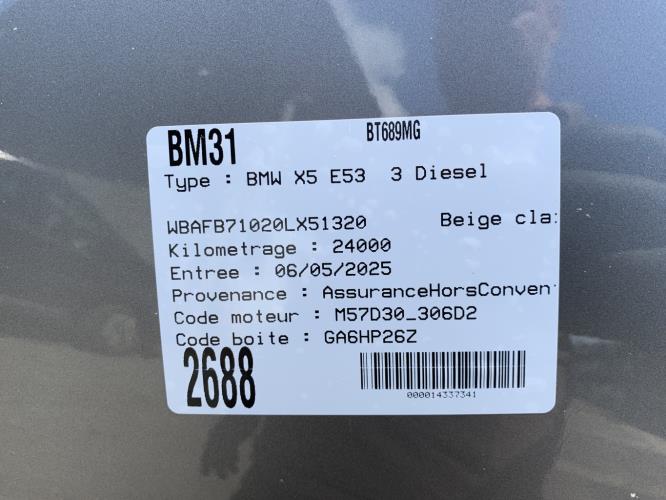 BM31 BT689MG
Type : BMW X5 E53 3 Diesel
WBAFB71020LX51320 Beige cla
Kilometrage : 24000
Entree : 06/05/2025
Provenance : AssuranceHorsConven
Code moteur : M57D30_306D2
Code boite : GA6HP26Z
2688
000014337341